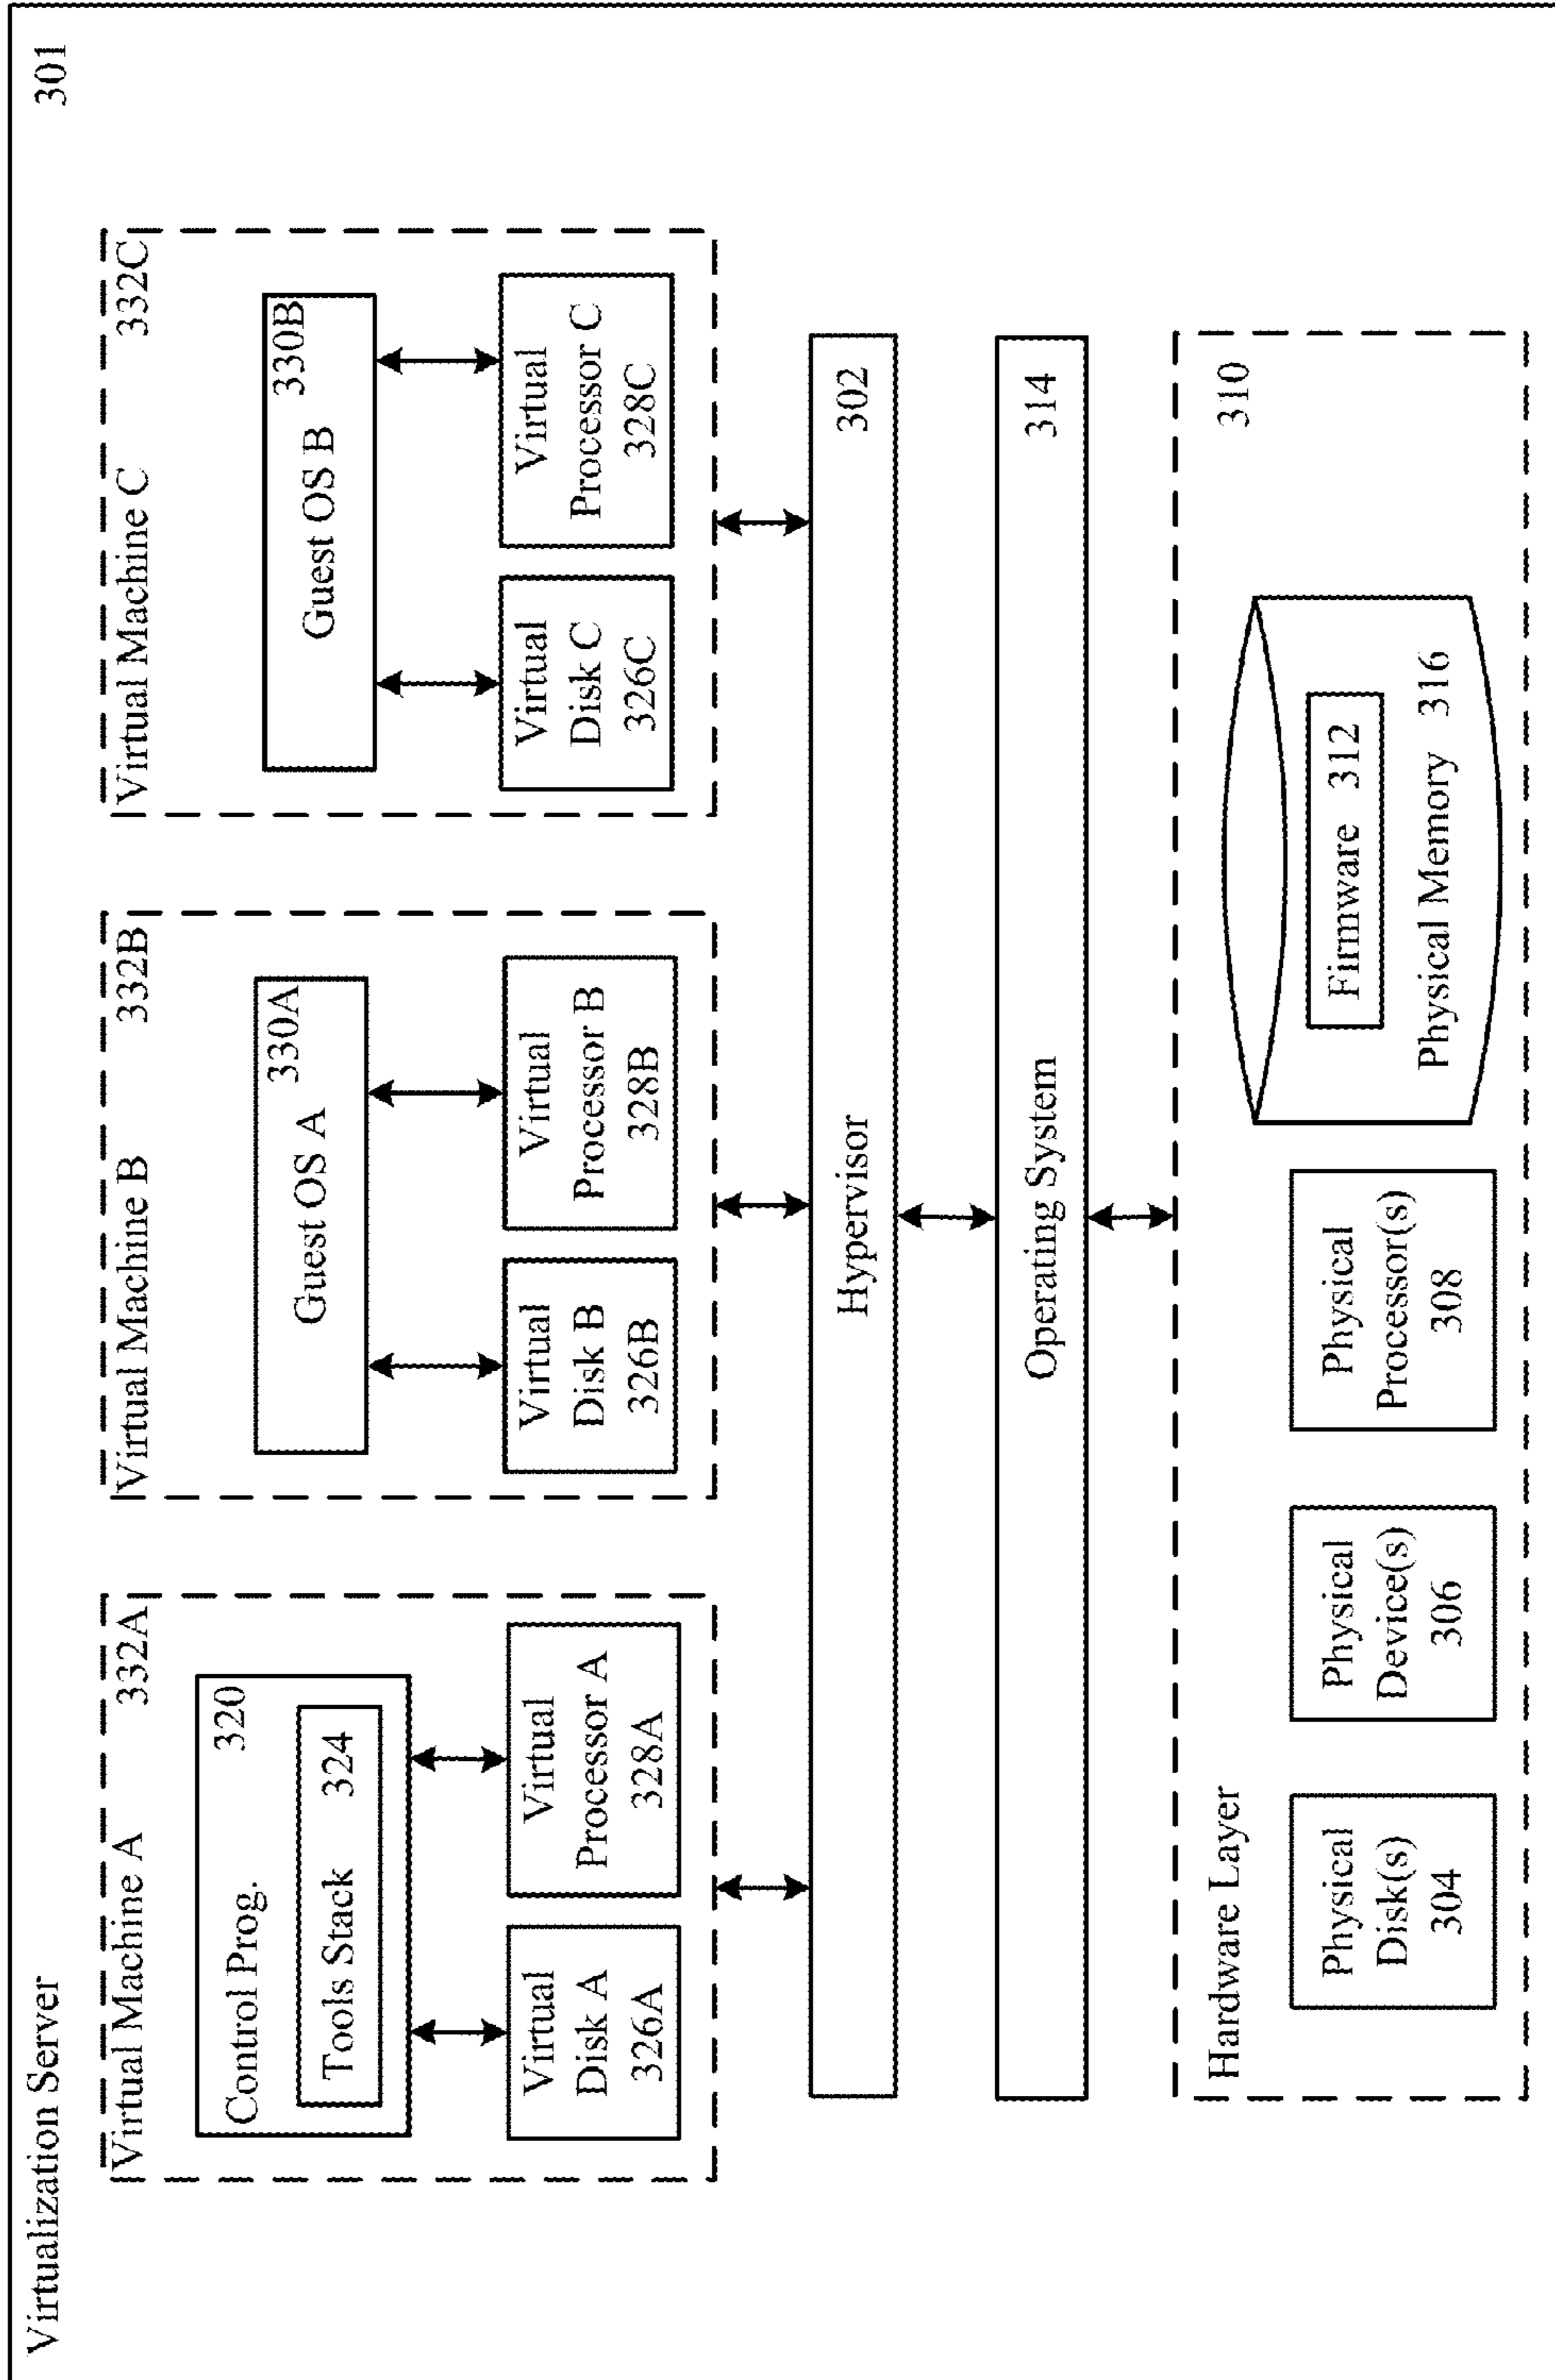 Virtualization Server
301
Virtual Machine A
332A
Control Prog.
320
Tools Stack 324
Virtual
Disk A
326A
Virtual
Processor A
328A
Virtual Machine B
332B
Guest OS A
330A
Virtual
Disk B
326B
Virtual
Processor B
328B
Virtual Machine C
332C
Guest OS B
330B
Virtual
Disk C
326C
Virtual
Processor C
328C
Hypervisor
302
Operating System
314
Hardware Layer
310
Physical
Disk(s)
304
Physical
Device(s)
306
Physical
Processor(s)
308
Firmware 312
Physical Memory 316